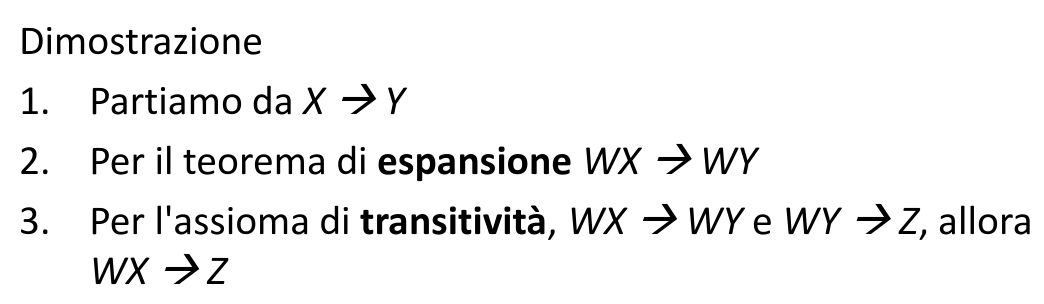 Dimostrazione
1. Partiamo da X → Y
2. Per il teorema di espansione WX → WY
3. Per l'assioma di transitività, WX → WY e WY → Z, allora
WX → Z